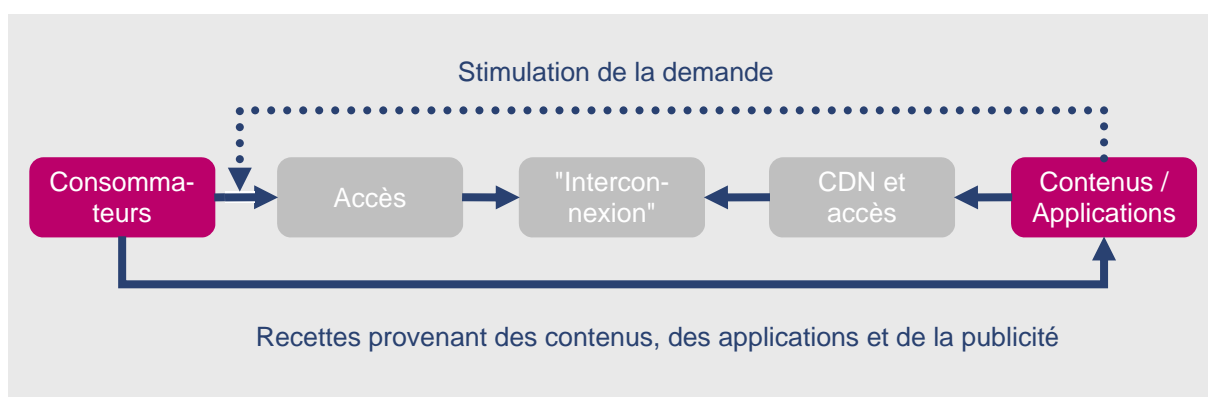 Stimulation de la demande
Consomma-
teurs
Accès
"Intercon-
nexion"
CDN et
accès
Contenus /
Applications
Recettes provenant des contenus, des applications et de la publicité